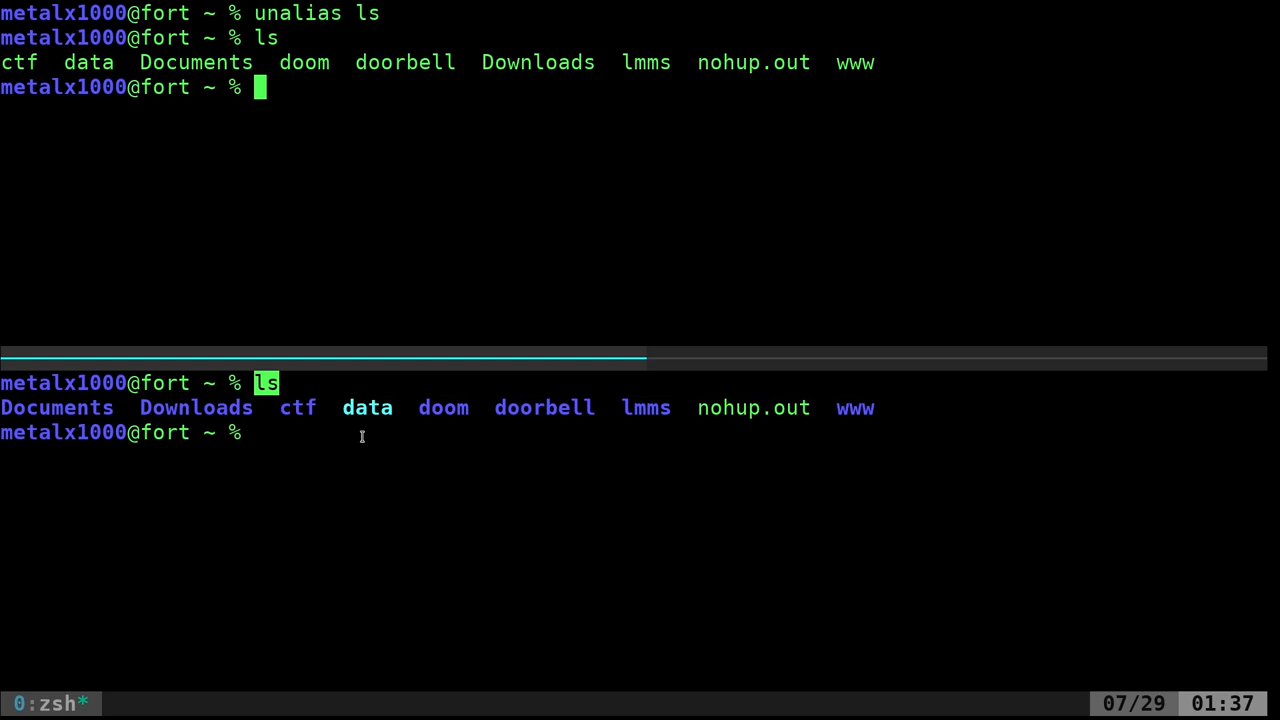 metalx1000@fort ~ % unalias ls
metalx1000@fort ~ % ls
ctf  data  Documents  doom  doorbell  Downloads  lmms  nohup.out  www
metalx1000@fort ~ %
metalx1000@fort ~ % ls
Documents  Downloads  ctf  data  doom  doorbell  lmms  nohup.out  www
metalx1000@fort ~ %
0:zsh* 07/29 01:37